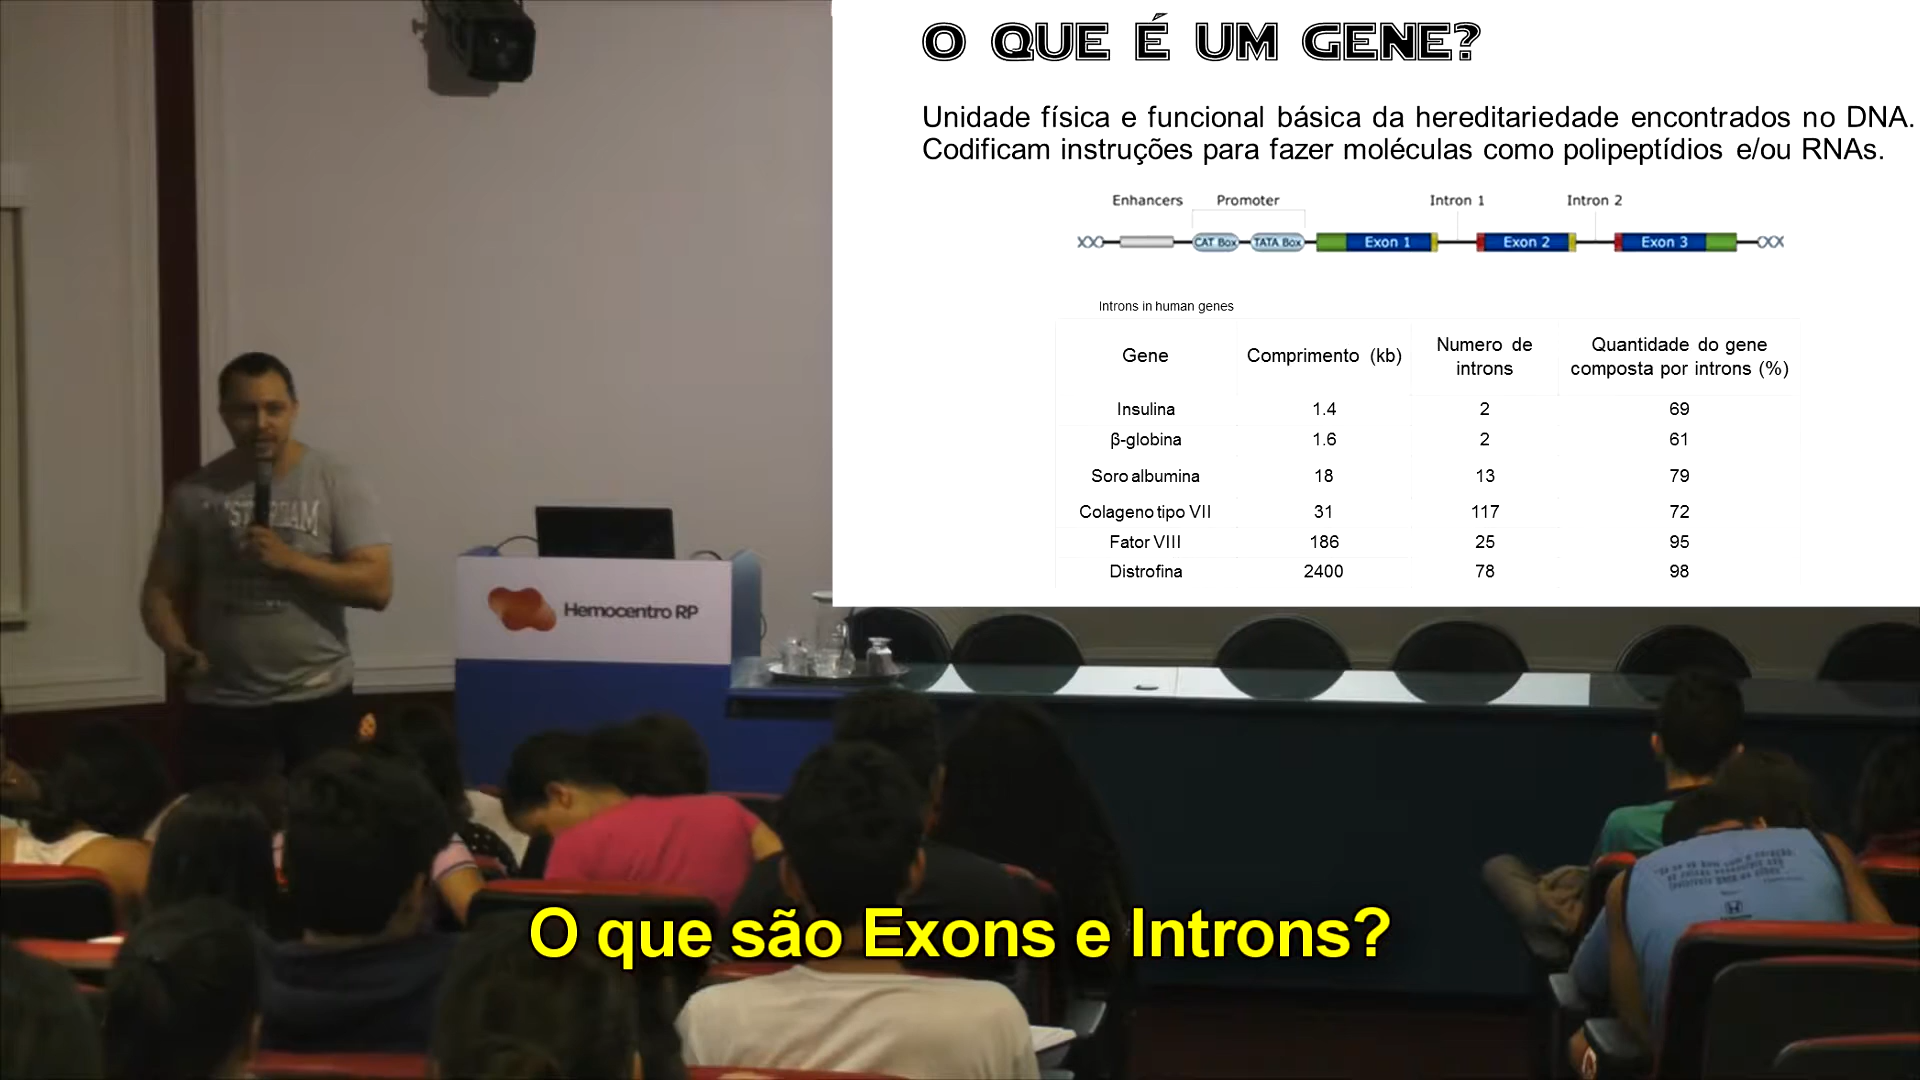 O QUE É UM GENE?
Unidade física e funcional básica da hereditariedade encontrados no DNA.
Codificam instruções para fazer moléculas como polipeptídios e/ou RNAs.
Enhancers Promoter Intron 1 Intron 2
CAT Box TATA Box Exon 1 Exon 2 Exon 3
Introns in human genes
Gene Comprimento (kb) Numero de introns Quantidade do gene composta por introns (%)
Insulina 1.4 2 69
β-globina 1.6 2 61
Soro albumina 18 13 79
Colageno tipo VII 31 117 72
Fator VIII 186 25 95
Distrofina 2400 78 98
Hemocentro RP
O que são Exons e Introns?